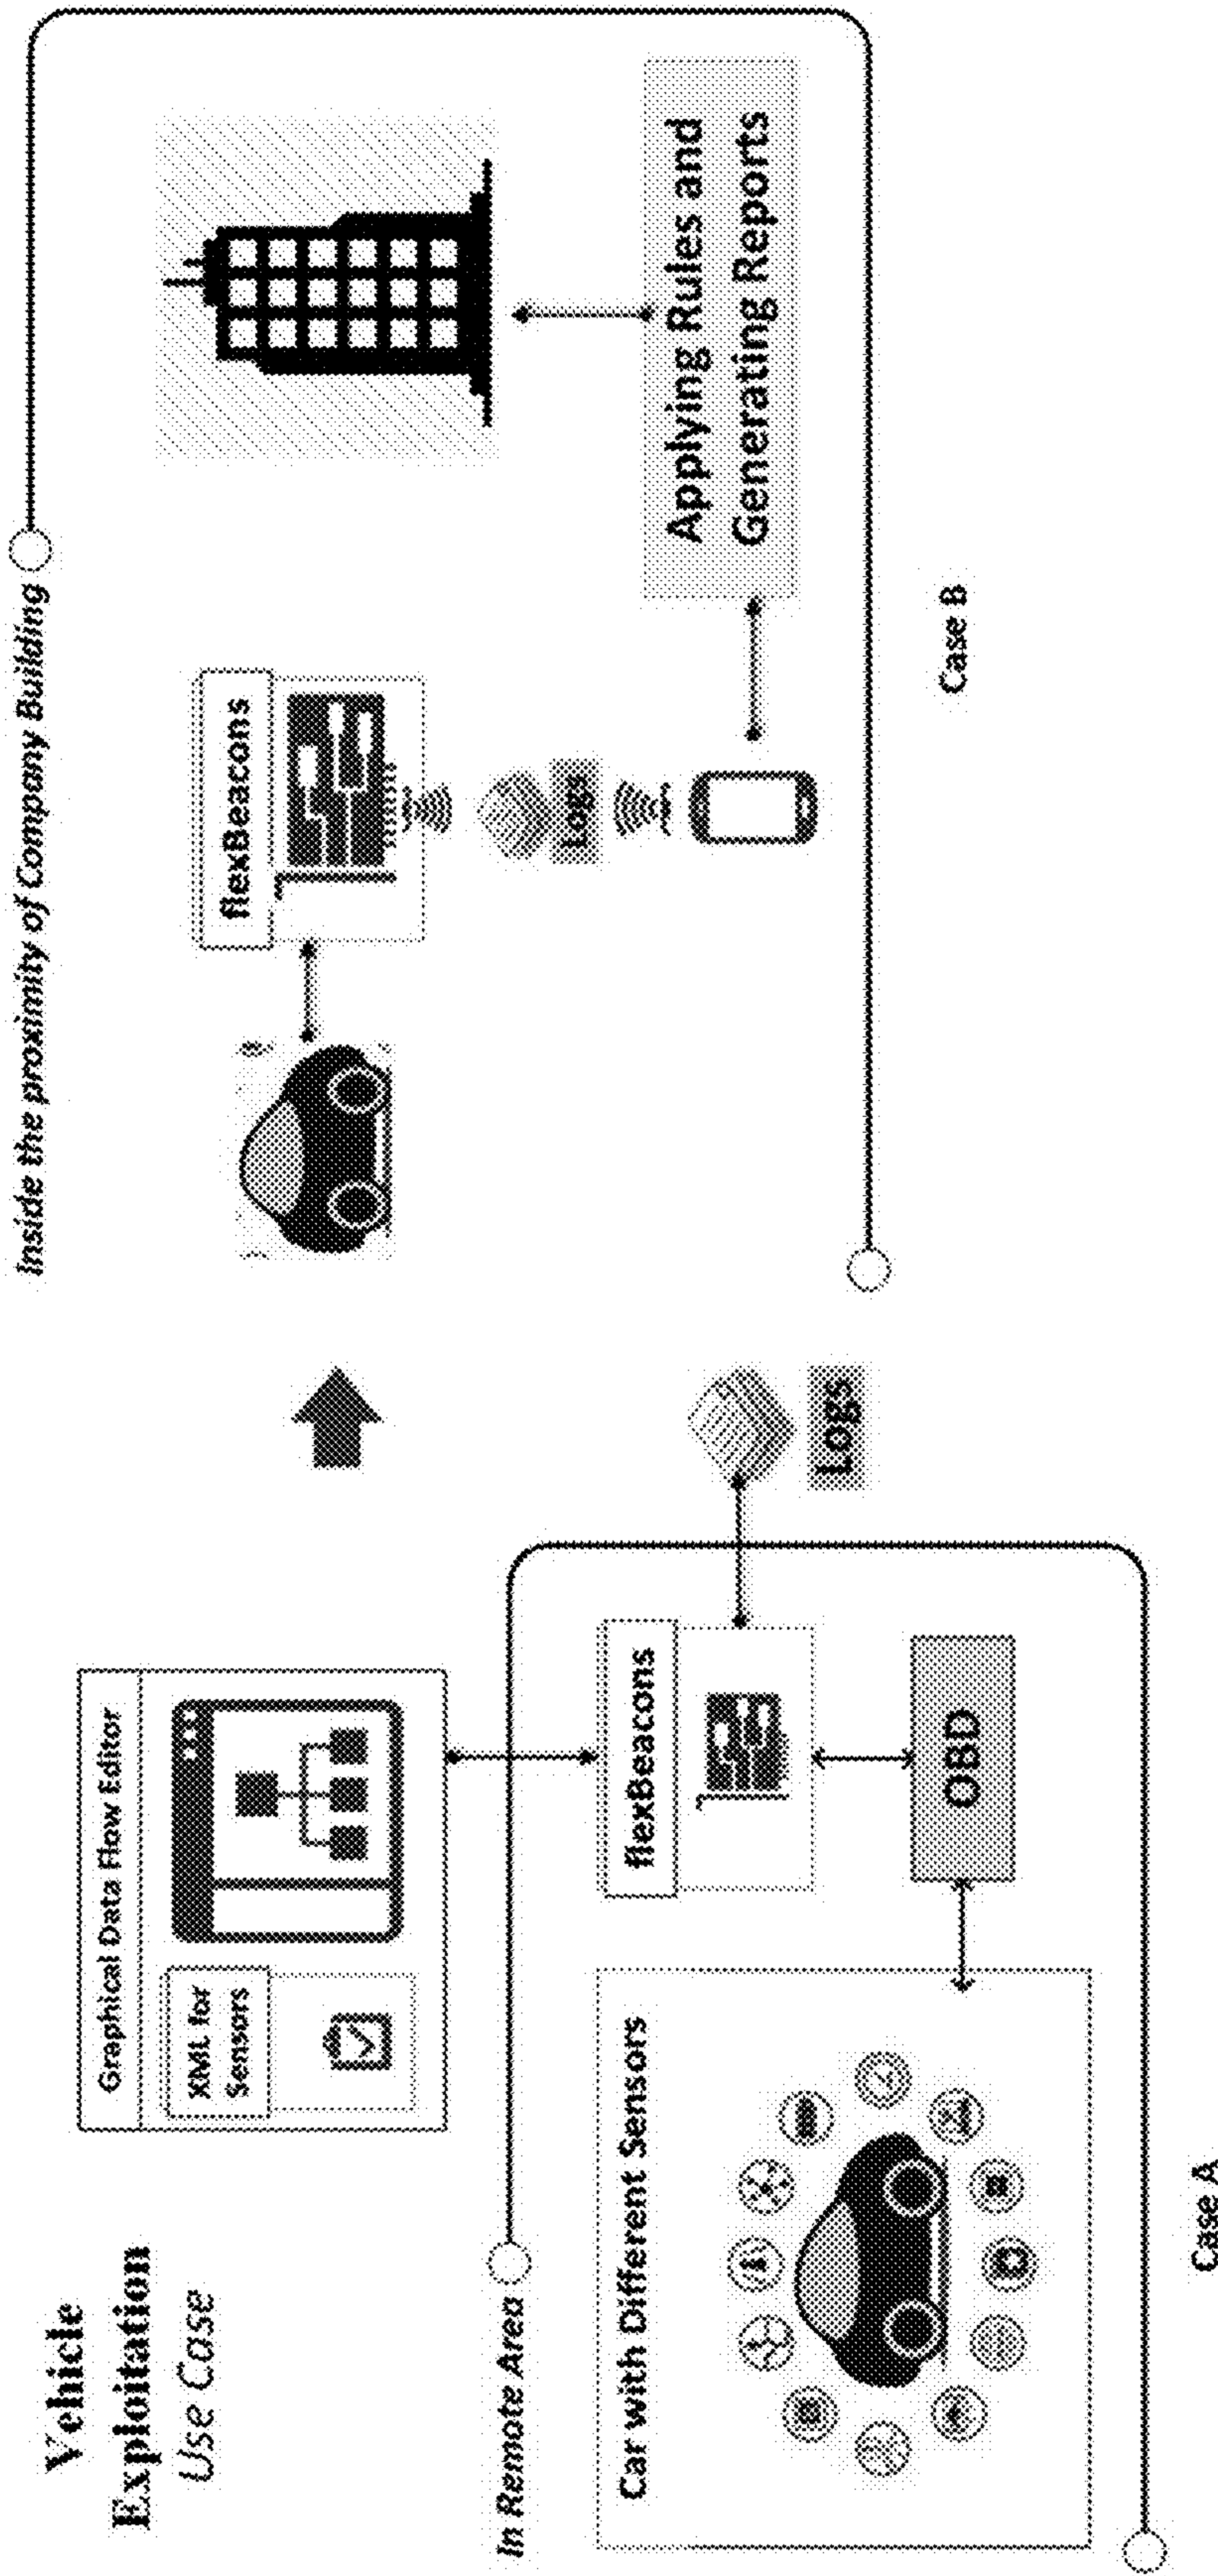 Vehicle
Exploitation
Use Case
Graphical Data Flow Editor
XML for
Sensors
In Remote Area
Car with Different Sensors
flexBeacons
OBD
Logs
Case A
Inside the proximity of Company Building
flexBeacons
Logs
Applying Rules and
Generating Reports
Case B